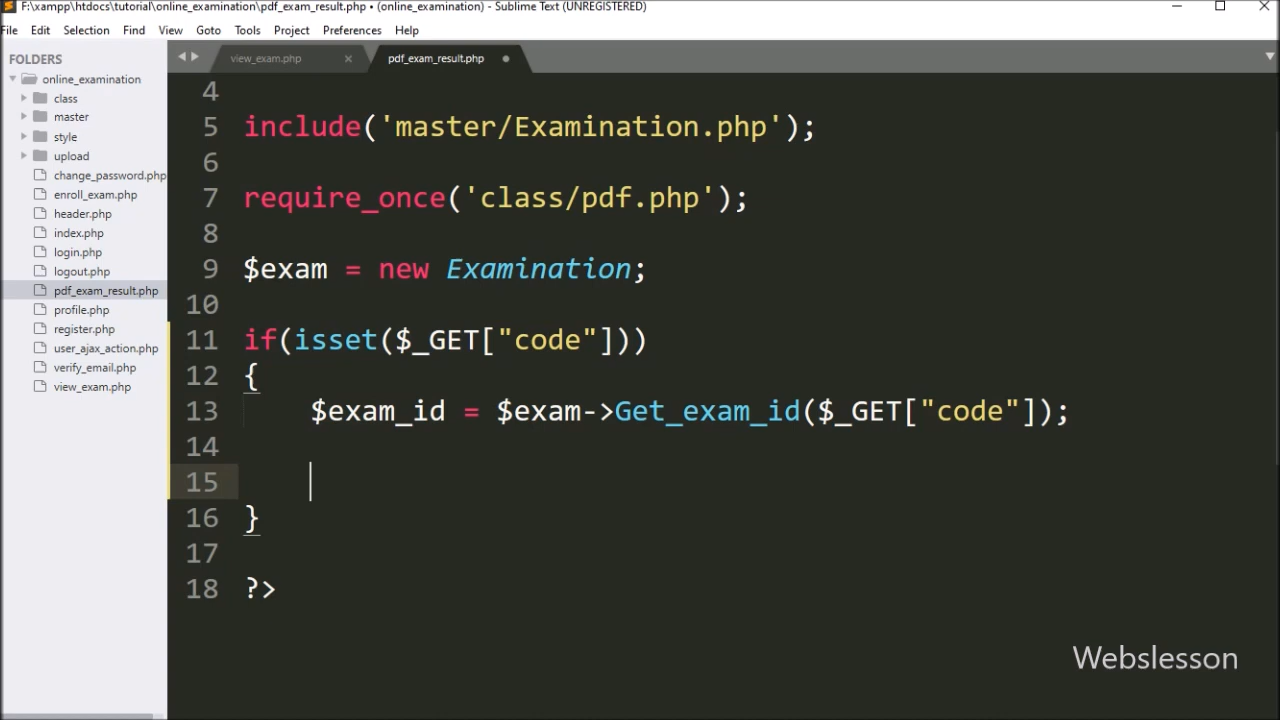 F:\xampp\htdocs\tutorial\online_examination\pdf_exam_result.php • (online_examination) - Sublime Text (UNREGISTERED)
File Edit Selection Find View Goto Tools Project Preferences Help
FOLDERS
online_examination
class
master
style
upload
change_password.php
enroll_exam.php
header.php
index.php
login.php
logout.php
pdf_exam_result.php
profile.php
register.php
user_ajax_action.php
verify_email.php
view_exam.php
view_exam.php × pdf_exam_result.php •
4
5 include('master/Examination.php');
6
7 require_once('class/pdf.php');
8
9 $exam = new Examination;
10
11 if(isset($_GET["code"]))
12 {
13 $exam_id = $exam->Get_exam_id($_GET["code"]);
14
15
16 }
17
18 ?>
Webslesson